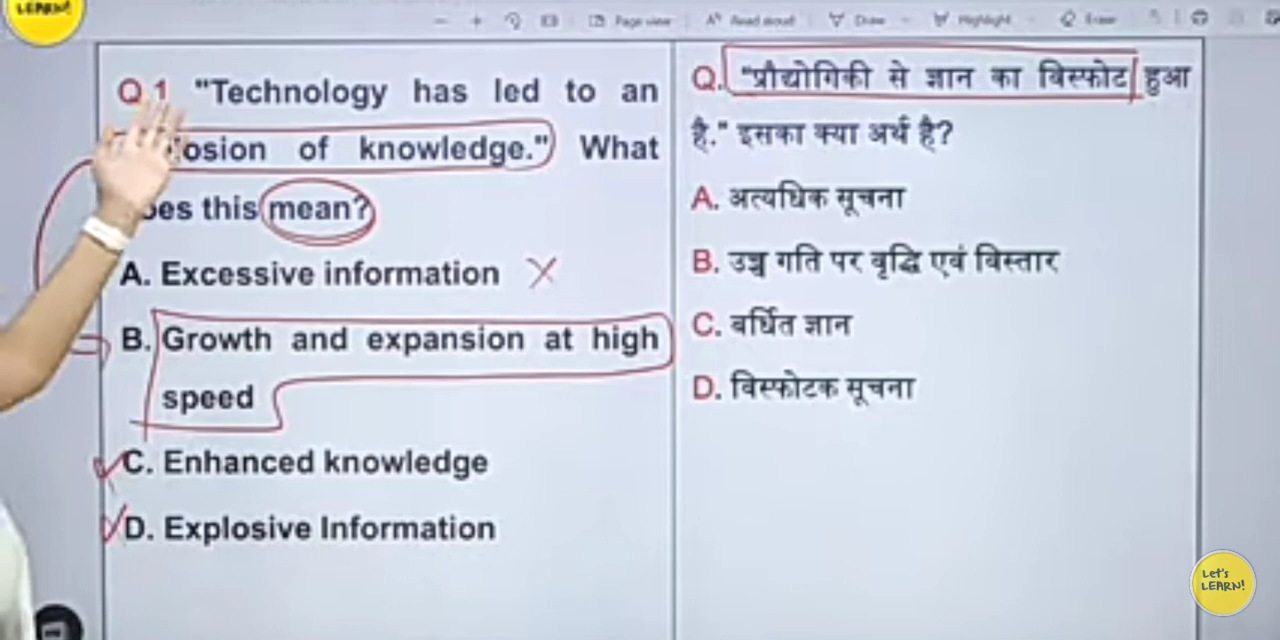 LEARN!
Page view
Read aloud
Draw
Highlight
Erase
Q 1 "Technology has led to an
losion of knowledge." What
es this mean?
A. Excessive information
B. Growth and expansion at high
speed
C. Enhanced knowledge
D. Explosive Information
Q. "प्रौद्योगिकी से ज्ञान का विस्फोट हुआ
है." इसका क्या अर्थ है?
A. अत्यधिक सूचना
B. उच्च गति पर वृद्धि एवं विस्तार
C. बर्धित ज्ञान
D. विस्फोटक सूचना
Let's
LEARN!